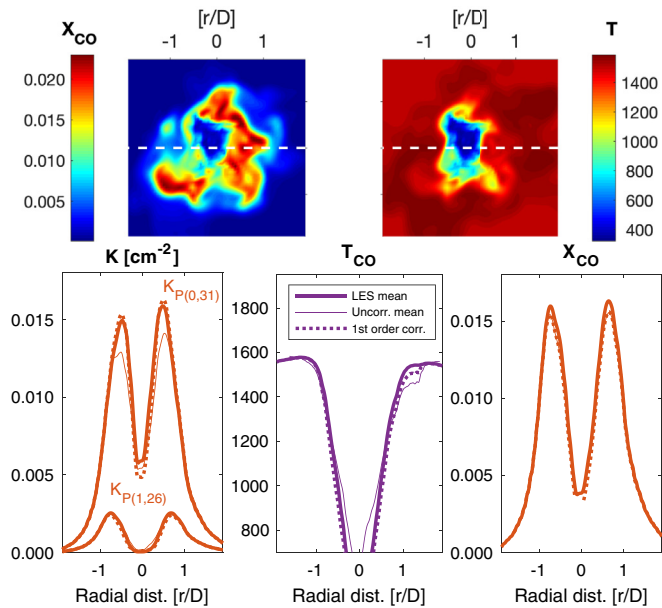 [r/D]
[r/D]
X_CO
-1 0 1
-1 0 1
T
0.020
0.015
0.010
0.005
1400
1200
1000
800
600
400
K [cm^-2]
T_CO
X_CO
K_P(0,31)
K_P(1,26)
0.015
0.010
0.005
0.000
LES mean
Uncorr. mean
1st order corr.
1800
1600
1400
1200
1000
800
0.015
0.010
0.005
0.000
-1 0 1
-1 0 1
-1 0 1
Radial dist. [r/D]
Radial dist. [r/D]
Radial dist. [r/D]